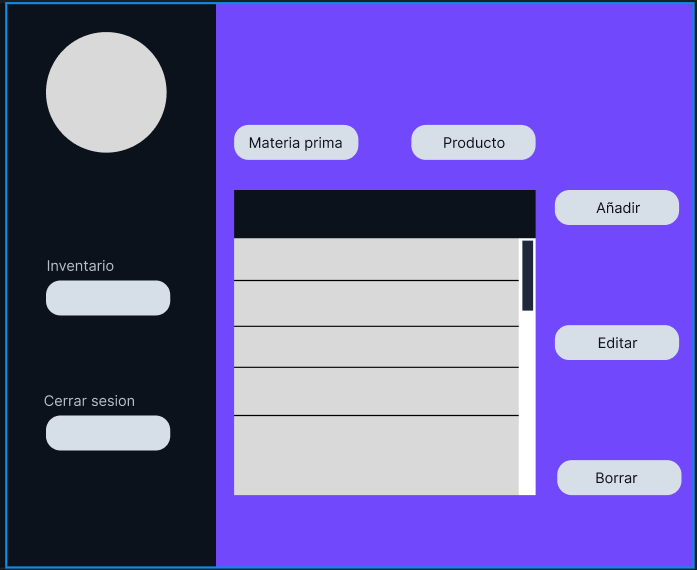 Materia prima
Producto
Añadir
Inventario
Editar
Cerrar sesion
Borrar